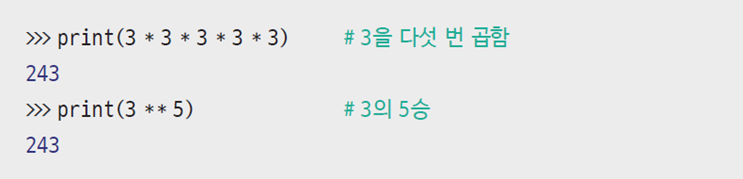 >>> print(3 * 3 * 3 * 3 * 3) # 3을 다섯 번 곱함
243
>>> print(3 ** 5) # 3의 5승
243